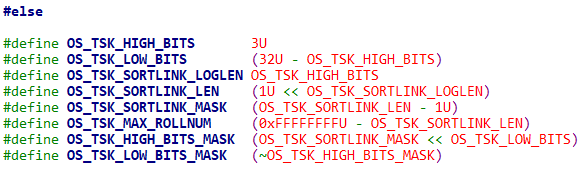 #else
#define OS_TSK_HIGH_BITS 3U
#define OS_TSK_LOW_BITS (32U - OS_TSK_HIGH_BITS)
#define OS_TSK_SORTLINK_LOGLEN OS_TSK_HIGH_BITS
#define OS_TSK_SORTLINK_LEN (1U << OS_TSK_SORTLINK_LOGLEN)
#define OS_TSK_SORTLINK_MASK (OS_TSK_SORTLINK_LEN - 1U)
#define OS_TSK_MAX_ROLLNUM (0xFFFFFFFFU - OS_TSK_SORTLINK_LEN)
#define OS_TSK_HIGH_BITS_MASK (OS_TSK_SORTLINK_MASK << OS_TSK_LOW_BITS)
#define OS_TSK_LOW_BITS_MASK (~OS_TSK_HIGH_BITS_MASK)